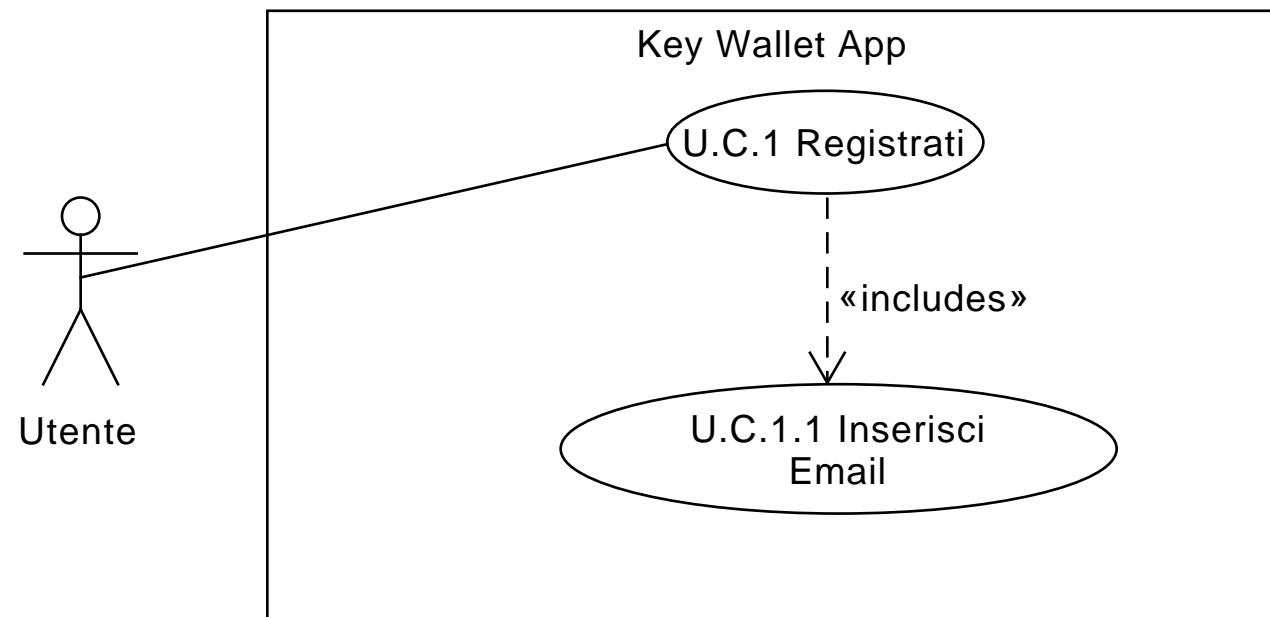 Key Wallet App
U.C.1 Registrati
«includes»
Utente
U.C.1.1 Inserisci
Email